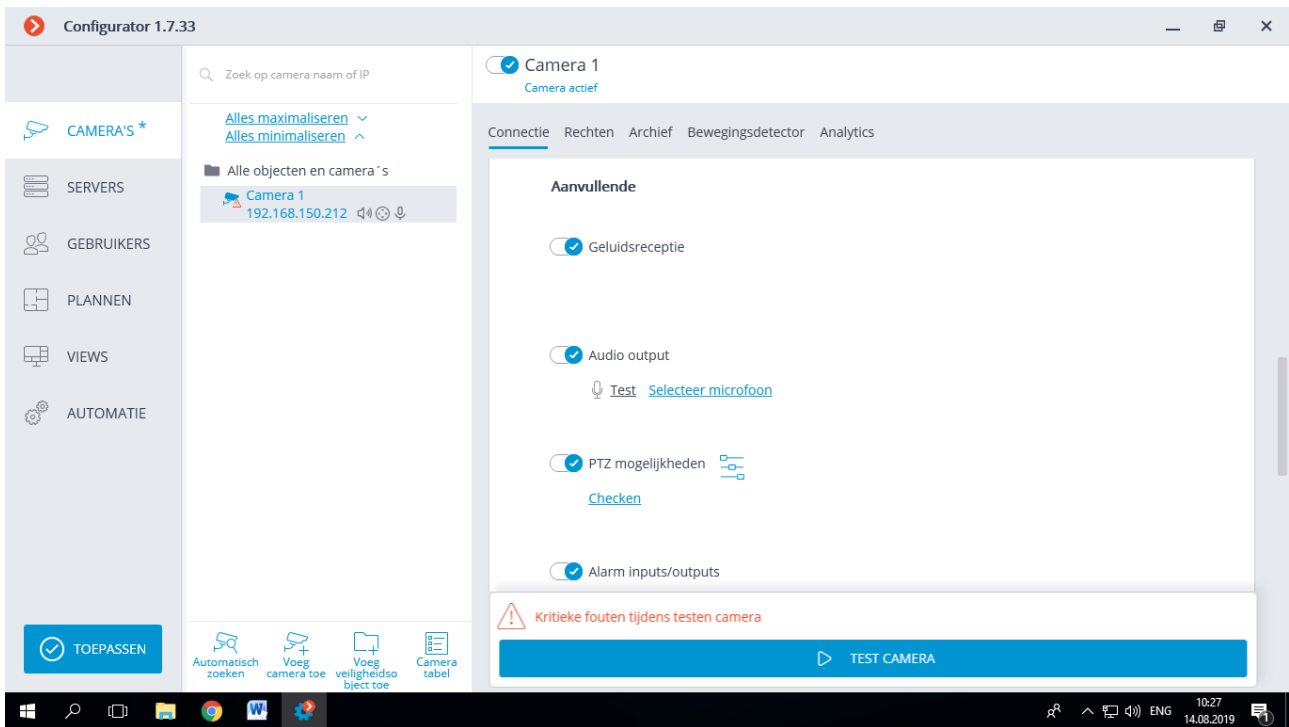 Configurator 1.7.33
Zoek op camera naam of IP
Camera 1
Camera actief
CAMERA'S *
SERVERS
GEBRUIKERS
PLANNEN
VIEWS
AUTOMATIE
TOEPASSEN
Alles maximaliseren
Alles minimaliseren
Alle objecten en camera´s
Camera 1
192.168.150.212
Automatisch zoeken
Voeg camera toe
Voeg veiligheidso bject toe
Camera tabel
Connectie Rechten Archief Bewegingsdetector Analytics
Aanvullende
Geluidsreceptie
Audio output
Test Selecteer microfoon
PTZ mogelijkheden
Checken
Alarm inputs/outputs
Kritieke fouten tijdens testen camera
TEST CAMERA
ENG
10:27
14.08.2019
1